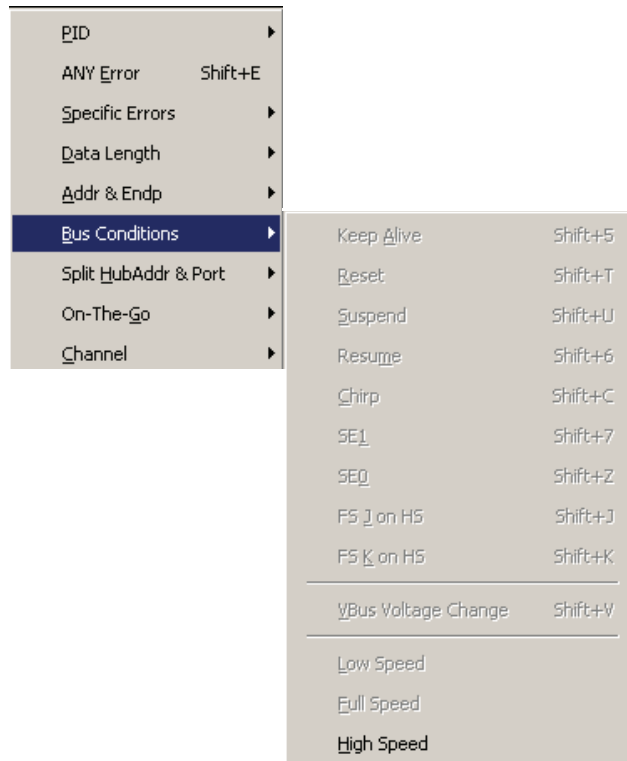 PID
ANY Error Shift+E
Specific Errors
Data Length
Addr & Endp
Bus Conditions
Split HubAddr & Port
On-The-Go
Channel
Keep Alive Shift+5
Reset Shift+T
Suspend Shift+U
Resume Shift+6
Chirp Shift+C
SE1 Shift+7
SE0 Shift+Z
FS J on HS Shift+J
FS K on HS Shift+K
VBus Voltage Change Shift+V
Low Speed
Full Speed
High Speed